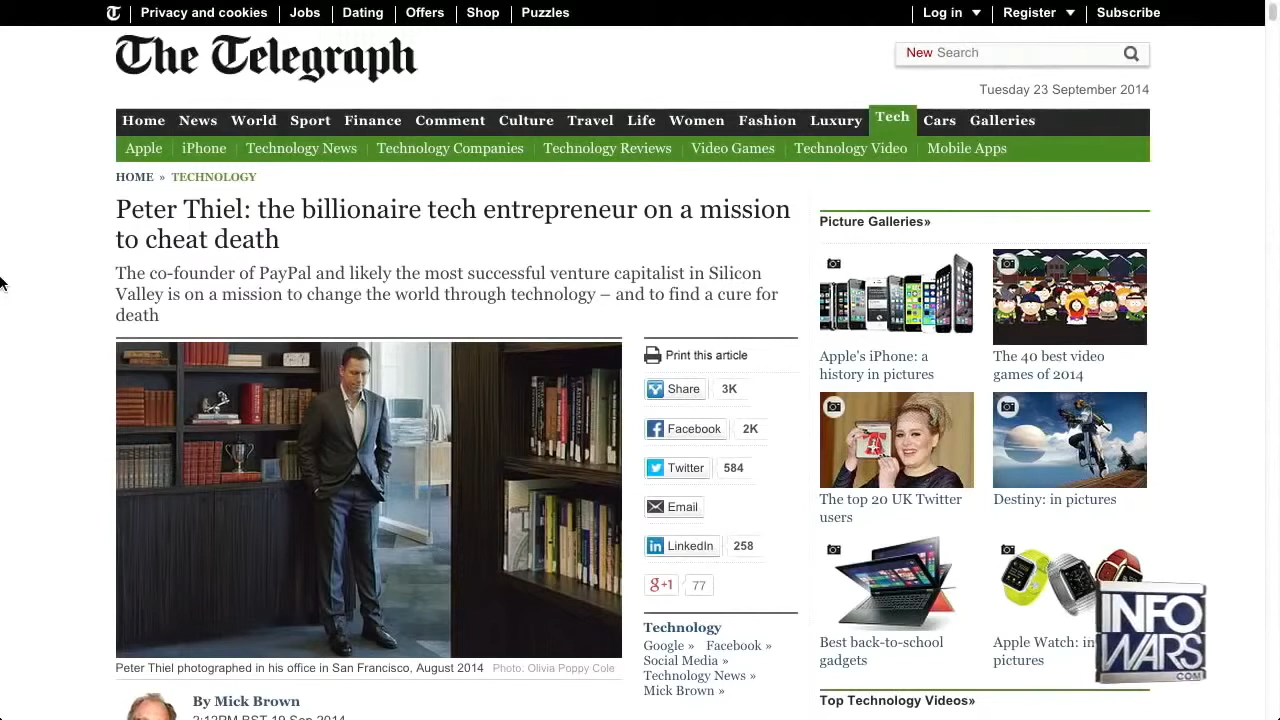 Privacy and cookies Jobs Dating Offers Shop Puzzles Log in Register Subscribe
The Telegraph
New Search
Tuesday 23 September 2014
Home News World Sport Finance Comment Culture Travel Life Women Fashion Luxury Tech Cars Galleries
Apple iPhone Technology News Technology Companies Technology Reviews Video Games Technology Video Mobile Apps
HOME » TECHNOLOGY
Peter Thiel: the billionaire tech entrepreneur on a mission
to cheat death
The co-founder of PayPal and likely the most successful venture capitalist in Silicon
Valley is on a mission to change the world through technology – and to find a cure for
death
Print this article
Share 3K
Facebook 2K
Twitter 584
Email
LinkedIn 258
g+1 77
Technology
Google » Facebook »
Social Media »
Technology News »
Mick Brown »
Peter Thiel photographed in his office in San Francisco, August 2014 Photo: Olivia Poppy Cole
By Mick Brown
2:12PM BST 19 Sep 2014
Picture Galleries»
Apple's iPhone: a
history in pictures
The 40 best video
games of 2014
The top 20 UK Twitter
users
Destiny: in pictures
Best back-to-school
gadgets
Apple Watch: in
pictures
INFO
WARS
.COM
Top Technology Videos»